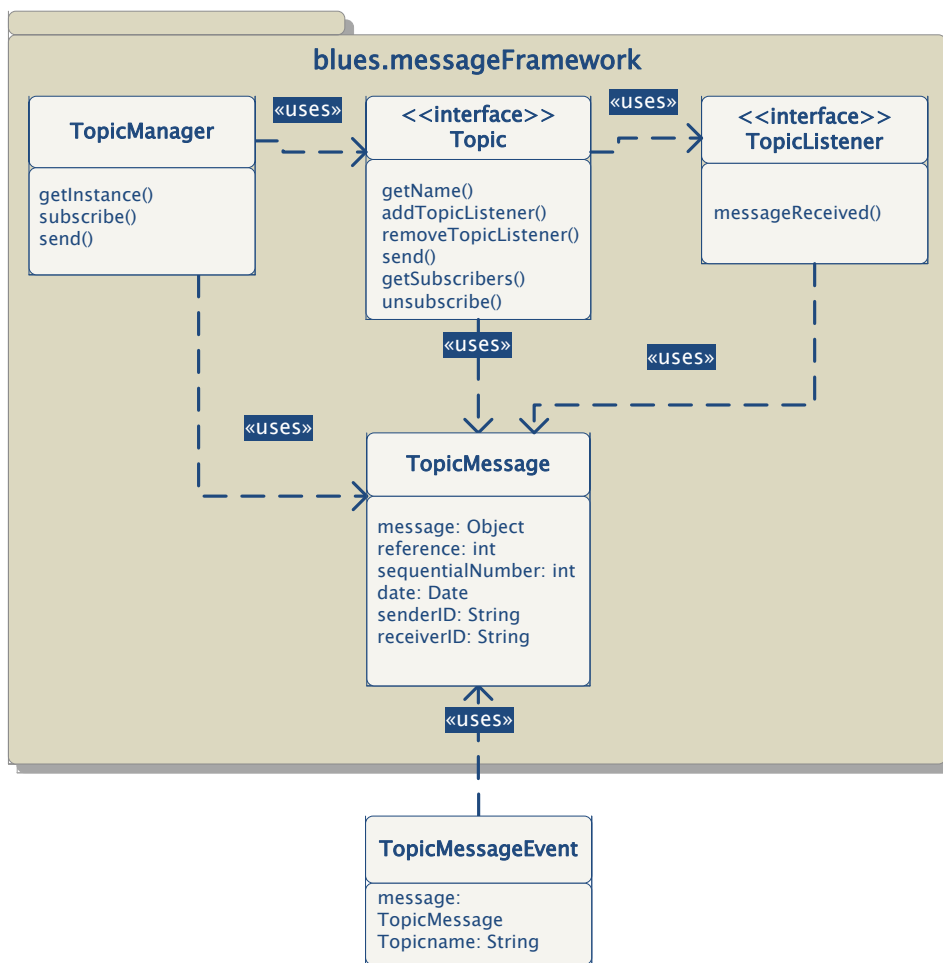 blues.messageFramework
TopicManager
getInstance()
subscribe()
send()
«uses»
<<interface>>
Topic
getName()
addTopicListener()
removeTopicListener()
send()
getSubscribers()
unsubscribe()
«uses»
<<interface>>
TopicListener
messageReceived()
«uses»
«uses»
«uses»
TopicMessage
message: Object
reference: int
sequentialNumber: int
date: Date
senderID: String
receiverID: String
«uses»
TopicMessageEvent
message:
TopicMessage
Topicname: String